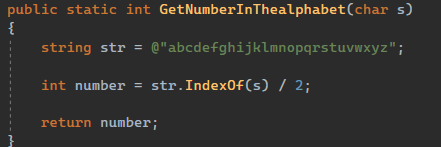 public static int GetNumberInThealphabet(char s)
{
string str = @"abcdefghijklmnopqrstuvwxyz";
int number = str.IndexOf(s) / 2;
return number;
}